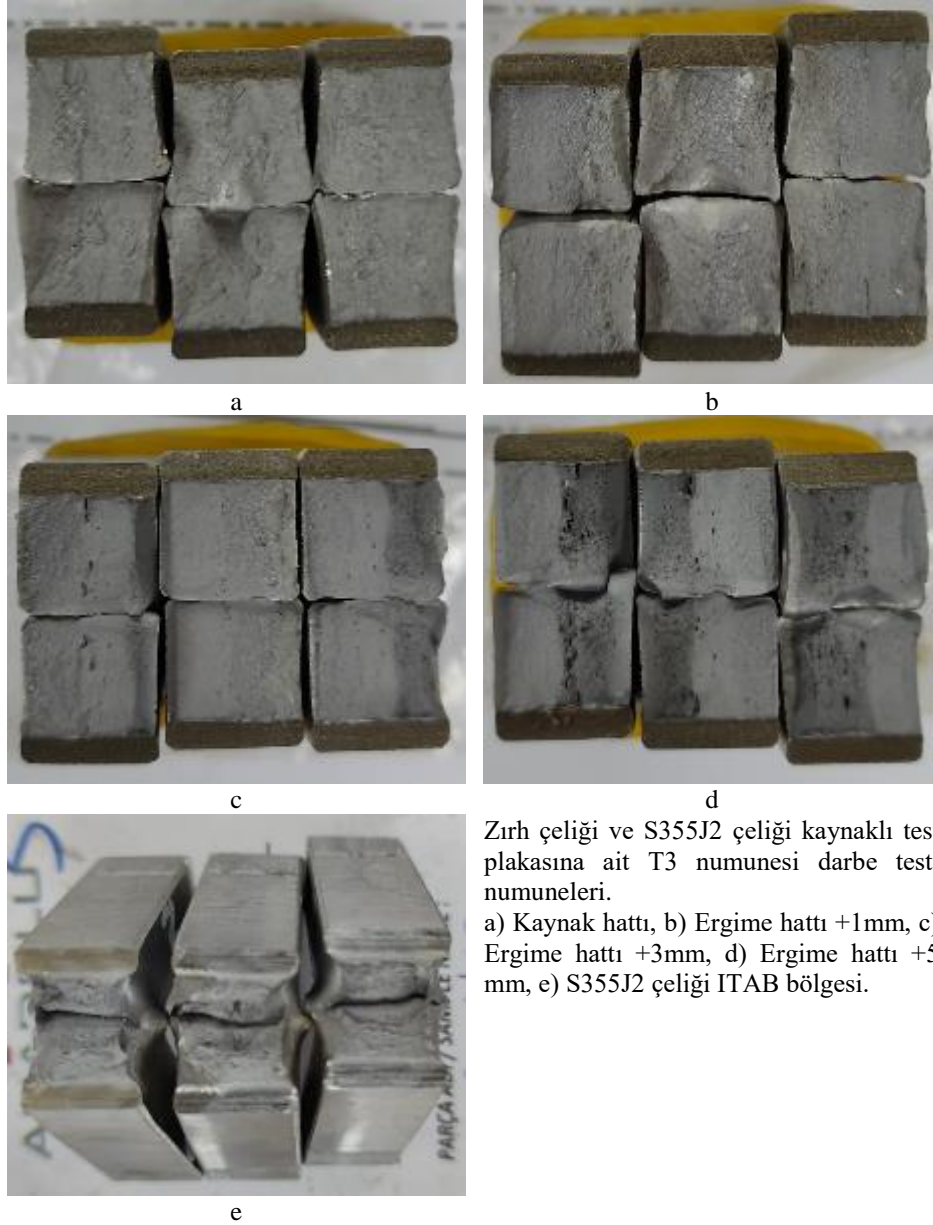 a
b
c
d
Zırh çeliği ve S355J2 çeliği kaynaklı tes
plakasına ait T3 numunesi darbe test
numuneleri.
a) Kaynak hattı, b) Ergime hattı +1mm, c)
Ergime hattı +3mm, d) Ergime hattı +5
mm, e) S355J2 çeliği ITAB bölgesi.
e